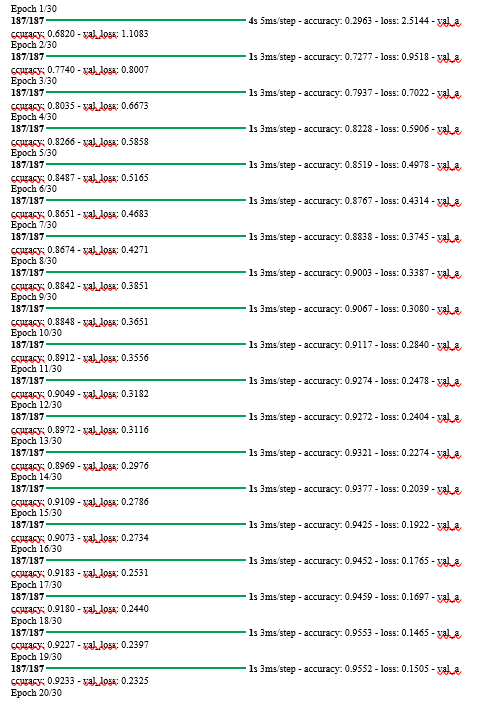 Epoch 1/30
187/187 4s 5ms/step - accuracy: 0.2963 - loss: 2.5144 - val_a
ccuracy: 0.6820 - val_loss: 1.1083
Epoch 2/30
187/187 1s 3ms/step - accuracy: 0.7277 - loss: 0.9518 - val_a
ccuracy: 0.7740 - val_loss: 0.8007
Epoch 3/30
187/187 1s 3ms/step - accuracy: 0.7937 - loss: 0.7022 - val_a
ccuracy: 0.8035 - val_loss: 0.6673
Epoch 4/30
187/187 1s 3ms/step - accuracy: 0.8228 - loss: 0.5906 - val_a
ccuracy: 0.8266 - val_loss: 0.5858
Epoch 5/30
187/187 1s 3ms/step - accuracy: 0.8519 - loss: 0.4978 - val_a
ccuracy: 0.8487 - val_loss: 0.5165
Epoch 6/30
187/187 1s 3ms/step - accuracy: 0.8767 - loss: 0.4314 - val_a
ccuracy: 0.8651 - val_loss: 0.4683
Epoch 7/30
187/187 1s 3ms/step - accuracy: 0.8838 - loss: 0.3745 - val_a
ccuracy: 0.8674 - val_loss: 0.4271
Epoch 8/30
187/187 1s 3ms/step - accuracy: 0.9003 - loss: 0.3387 - val_a
ccuracy: 0.8842 - val_loss: 0.3851
Epoch 9/30
187/187 1s 3ms/step - accuracy: 0.9067 - loss: 0.3080 - val_a
ccuracy: 0.8848 - val_loss: 0.3651
Epoch 10/30
187/187 1s 3ms/step - accuracy: 0.9117 - loss: 0.2840 - val_a
ccuracy: 0.8912 - val_loss: 0.3556
Epoch 11/30
187/187 1s 3ms/step - accuracy: 0.9274 - loss: 0.2478 - val_a
ccuracy: 0.9049 - val_loss: 0.3182
Epoch 12/30
187/187 1s 3ms/step - accuracy: 0.9272 - loss: 0.2404 - val_a
ccuracy: 0.8972 - val_loss: 0.3116
Epoch 13/30
187/187 1s 3ms/step - accuracy: 0.9321 - loss: 0.2274 - val_a
ccuracy: 0.8969 - val_loss: 0.2976
Epoch 14/30
187/187 1s 3ms/step - accuracy: 0.9377 - loss: 0.2039 - val_a
ccuracy: 0.9109 - val_loss: 0.2786
Epoch 15/30
187/187 1s 3ms/step - accuracy: 0.9425 - loss: 0.1922 - val_a
ccuracy: 0.9073 - val_loss: 0.2734
Epoch 16/30
187/187 1s 3ms/step - accuracy: 0.9452 - loss: 0.1765 - val_a
ccuracy: 0.9183 - val_loss: 0.2531
Epoch 17/30
187/187 1s 3ms/step - accuracy: 0.9459 - loss: 0.1697 - val_a
ccuracy: 0.9180 - val_loss: 0.2440
Epoch 18/30
187/187 1s 3ms/step - accuracy: 0.9553 - loss: 0.1465 - val_a
ccuracy: 0.9227 - val_loss: 0.2397
Epoch 19/30
187/187 1s 3ms/step - accuracy: 0.9552 - loss: 0.1505 - val_a
ccuracy: 0.9233 - val_loss: 0.2325
Epoch 20/30